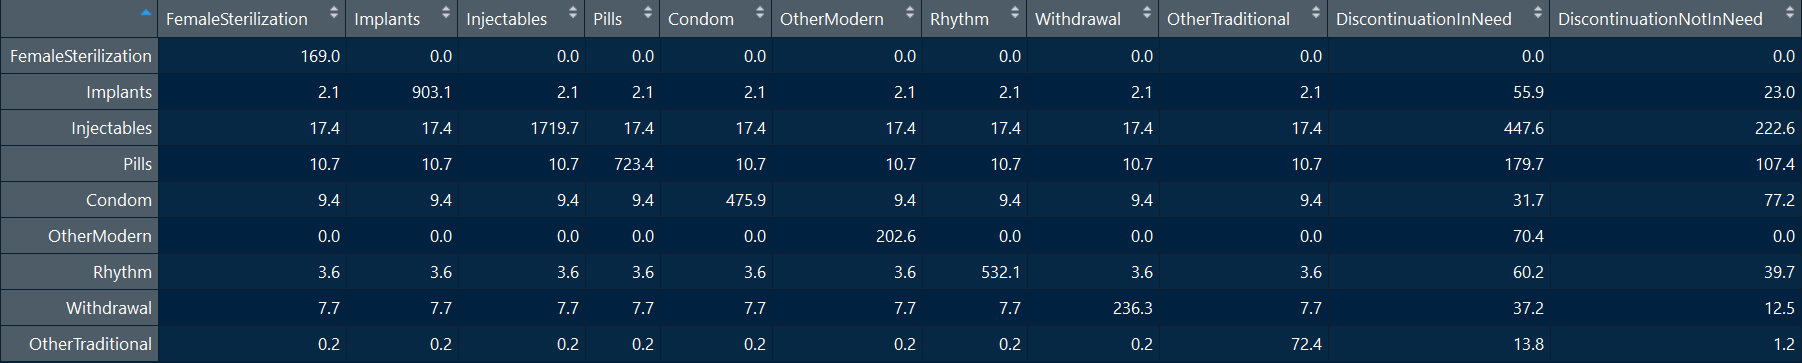 FemaleSterilization Implants Injectables Pills Condom OtherModern Rhythm Withdrawal OtherTraditional DiscontinuationInNeed DiscontinuationNotInNeed
FemaleSterilization 169.0 0.0 0.0 0.0 0.0 0.0 0.0 0.0 0.0 0.0 0.0
Implants 2.1 903.1 2.1 2.1 2.1 2.1 2.1 2.1 2.1 55.9 23.0
Injectables 17.4 17.4 1719.7 17.4 17.4 17.4 17.4 17.4 17.4 447.6 222.6
Pills 10.7 10.7 10.7 723.4 10.7 10.7 10.7 10.7 10.7 179.7 107.4
Condom 9.4 9.4 9.4 9.4 475.9 9.4 9.4 9.4 9.4 31.7 77.2
OtherModern 0.0 0.0 0.0 0.0 0.0 202.6 0.0 0.0 0.0 70.4 0.0
Rhythm 3.6 3.6 3.6 3.6 3.6 3.6 532.1 3.6 3.6 60.2 39.7
Withdrawal 7.7 7.7 7.7 7.7 7.7 7.7 7.7 236.3 7.7 37.2 12.5
OtherTraditional 0.2 0.2 0.2 0.2 0.2 0.2 0.2 0.2 72.4 13.8 1.2